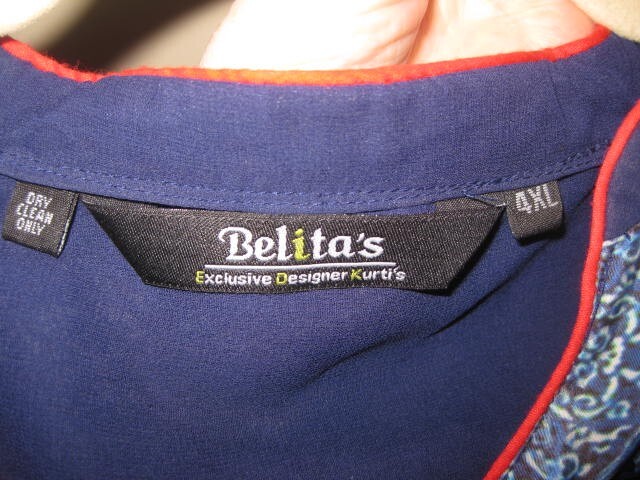 DRY
CLEAN
ONLY
Belita's
Exclusive Designer Kurti's
4XL